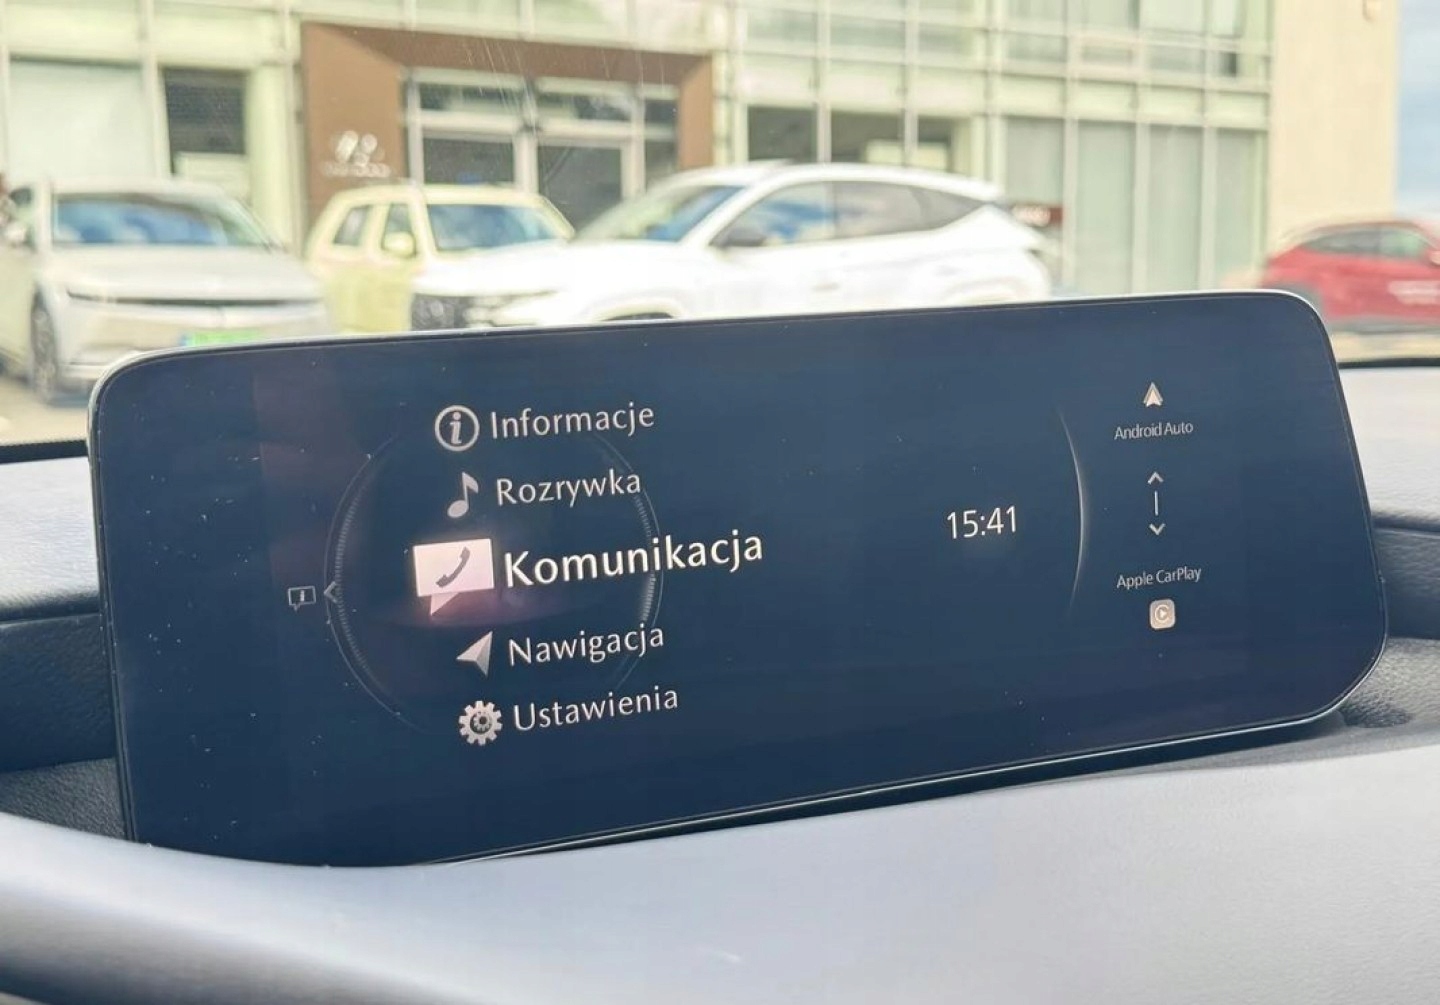 Informacje
Rozrywka
Komunikacja
Nawigacja
Ustawienia
15:41
Android Auto
Apple CarPlay